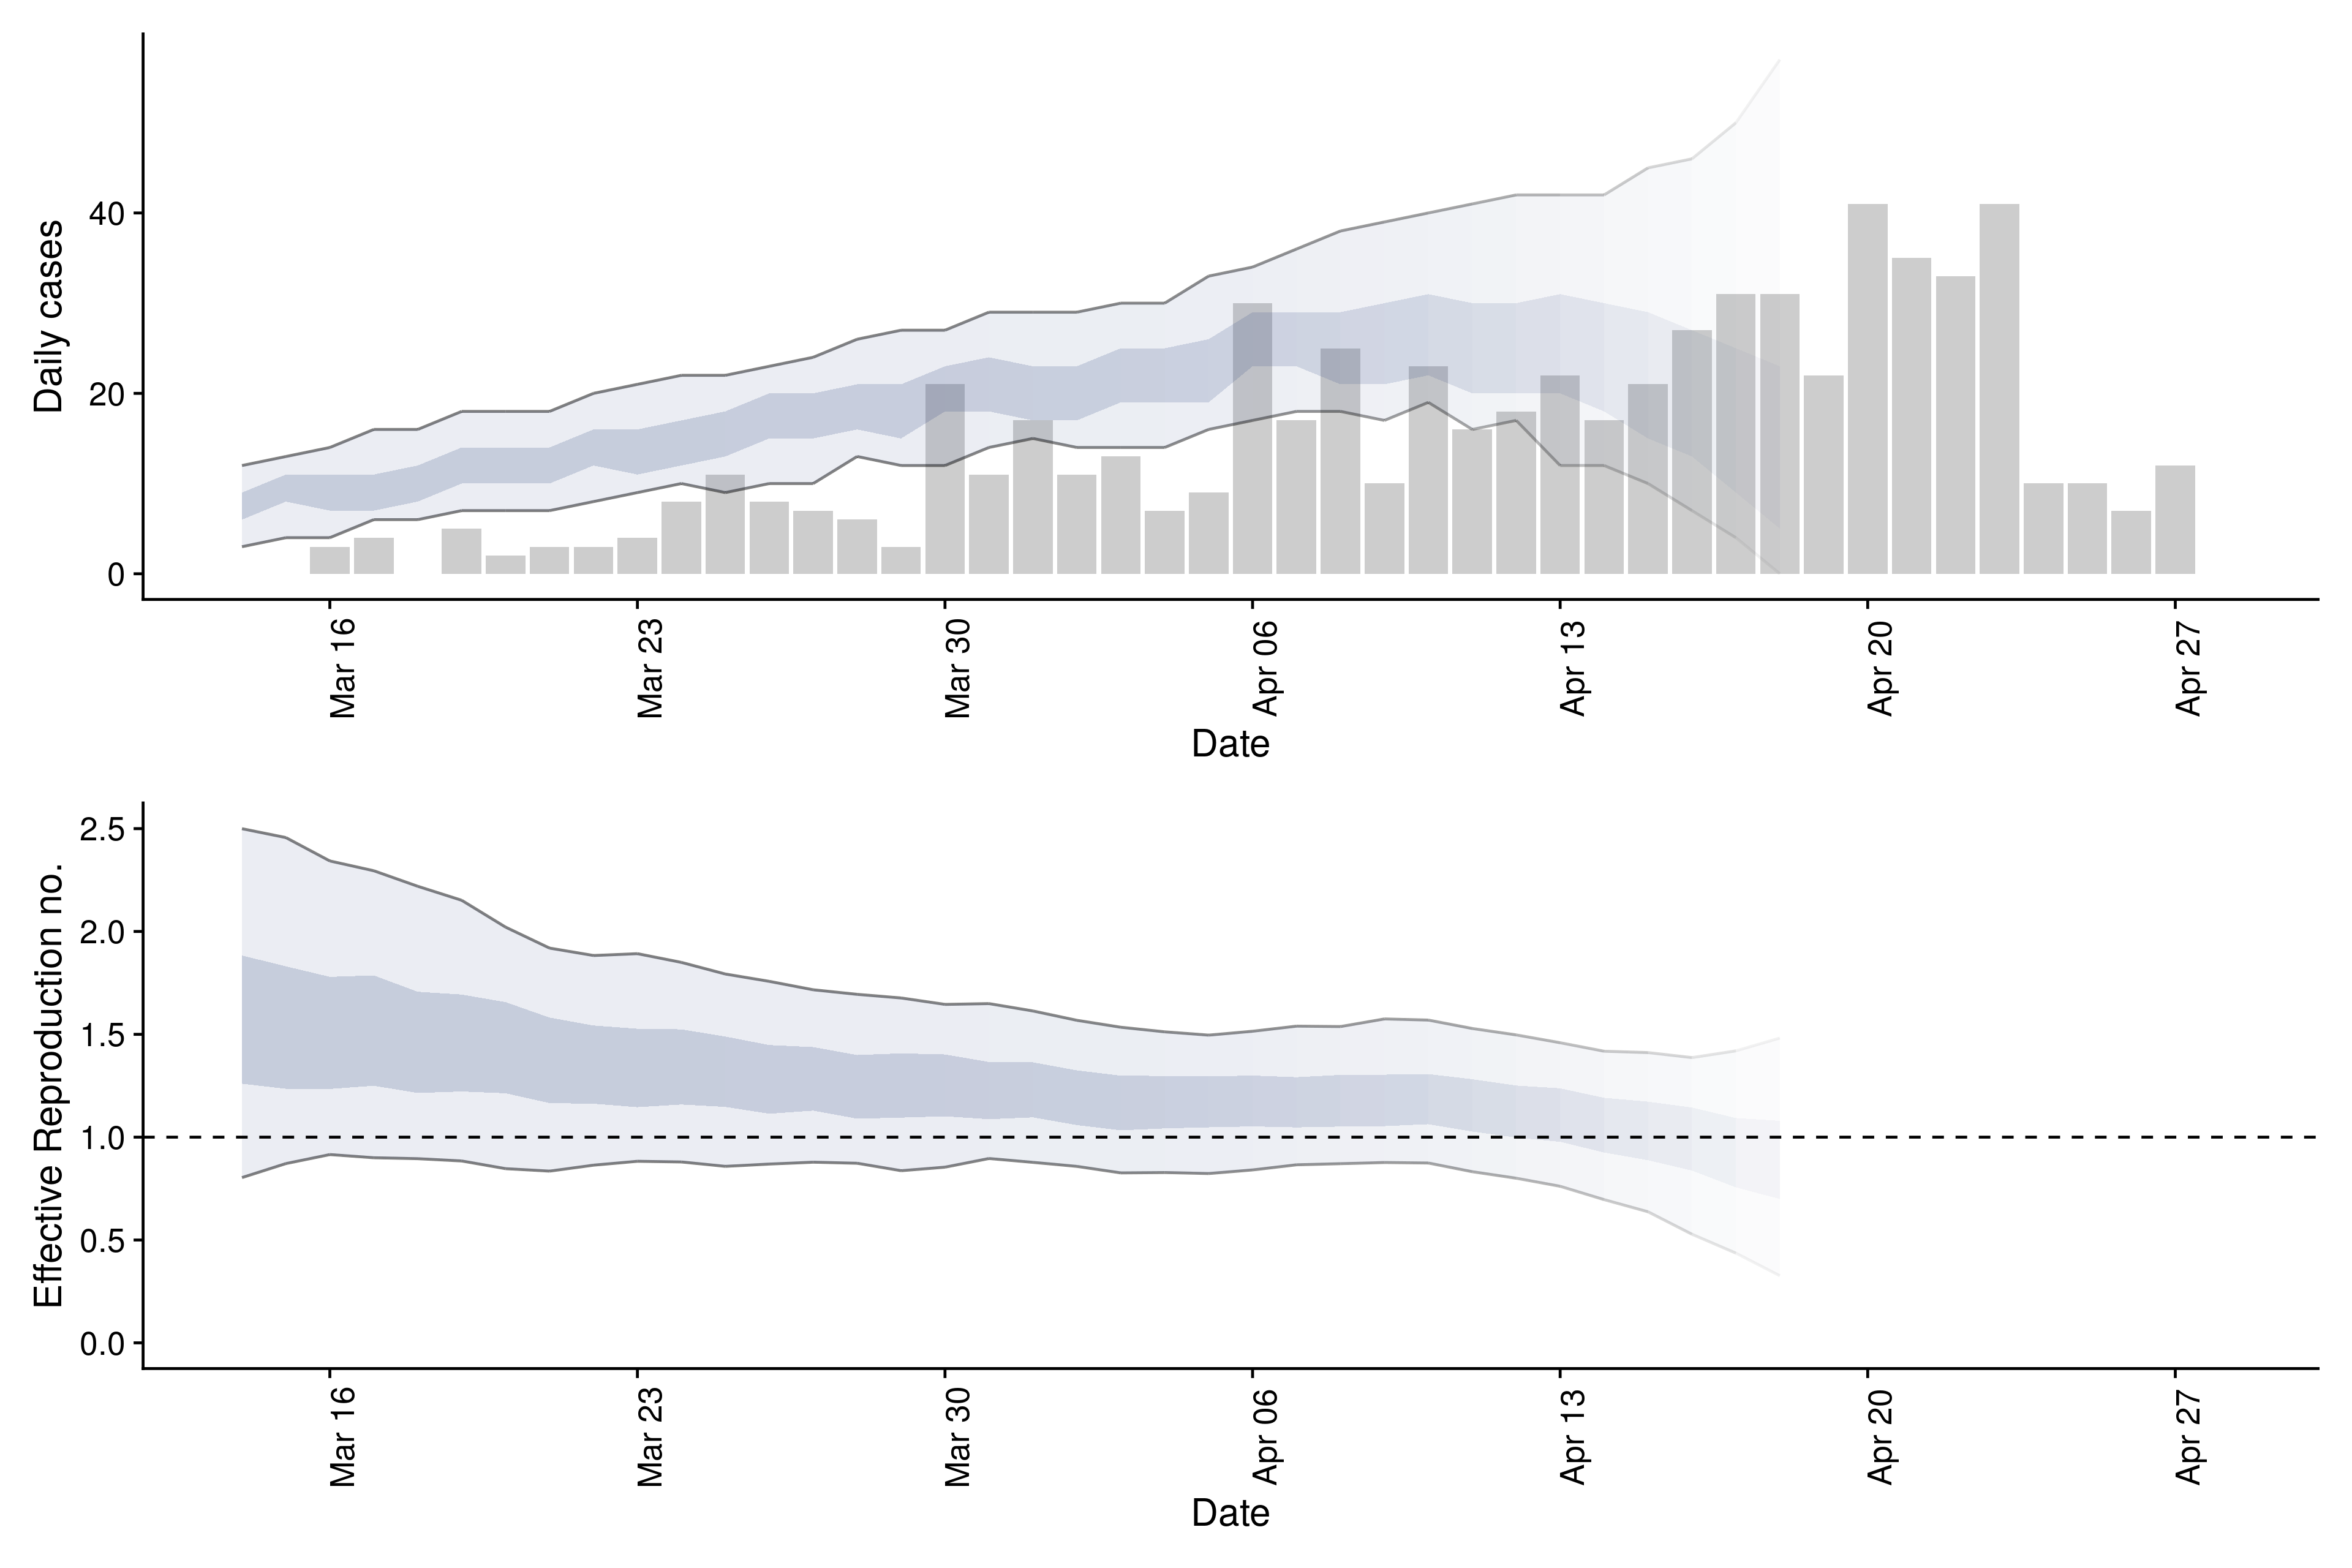 Daily cases
40
20
0
Mar 16
Mar 23
Mar 30
Apr 06
Apr 13
Apr 20
Apr 27
Date
Effective Reproduction no.
2.5
2.0
1.5
1.0
0.5
0.0
Mar 16
Mar 23
Mar 30
Apr 06
Apr 13
Apr 20
Apr 27
Date